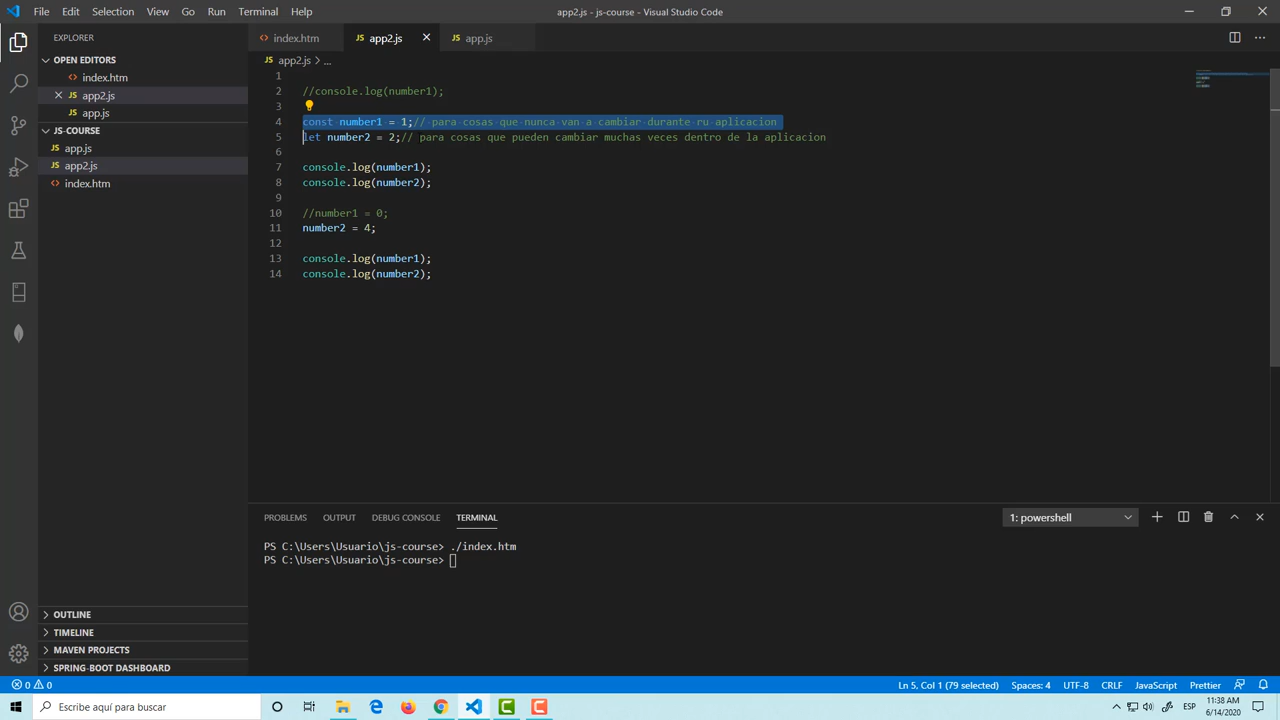 File Edit Selection View Go Run Terminal Help app2.js - js-course - Visual Studio Code
EXPLORER
OPEN EDITORS
index.htm
app2.js
JS app.js
JS-COURSE
JS app.js
JS app2.js
index.htm
OUTLINE
TIMELINE
MAVEN PROJECTS
SPRING-BOOT DASHBOARD
index.htm JS app2.js JS app.js
JS app2.js > ...
1
2 //console.log(number1);
3
4 const number1 = 1;// para cosas que nunca van a cambiar durante ru aplicacion
5 let number2 = 2;// para cosas que pueden cambiar muchas veces dentro de la aplicacion
6
7 console.log(number1);
8 console.log(number2);
9
10 //number1 = 0;
11 number2 = 4;
12
13 console.log(number1);
14 console.log(number2);
PROBLEMS OUTPUT DEBUG CONSOLE TERMINAL 1: powershell
PS C:\Users\Usuario\js-course> ./index.htm
PS C:\Users\Usuario\js-course>
0 0 Ln 5, Col 1 (79 selected) Spaces: 4 UTF-8 CRLF JavaScript Prettier
Escribe aquí para buscar ESP 11:38 AM
6/14/2020